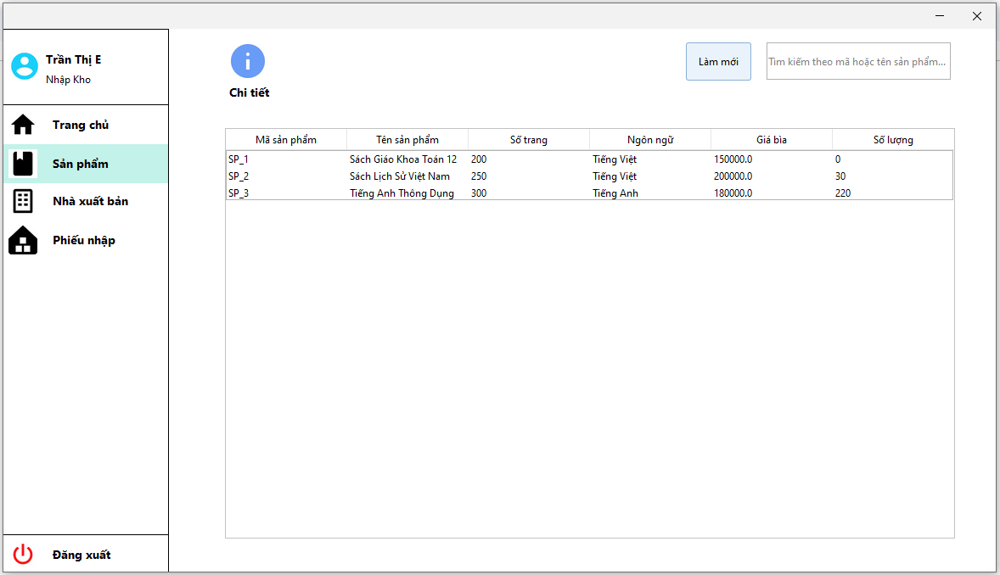 Trần Thị E
Nhập Kho
Trang chủ
Sản phẩm
Nhà xuất bản
Phiếu nhập
Đăng xuất
Chi tiết
Làm mới
Tìm kiếm theo mã hoặc tên sản phẩm...
Mã sản phẩm Tên sản phẩm Số trang Ngôn ngữ Giá bìa Số lượng
SP_1 Sách Giáo Khoa Toán 12 200 Tiếng Việt 150000.0 0
SP_2 Sách Lịch Sử Việt Nam 250 Tiếng Việt 200000.0 30
SP_3 Tiếng Anh Thông Dụng 300 Tiếng Anh 180000.0 220